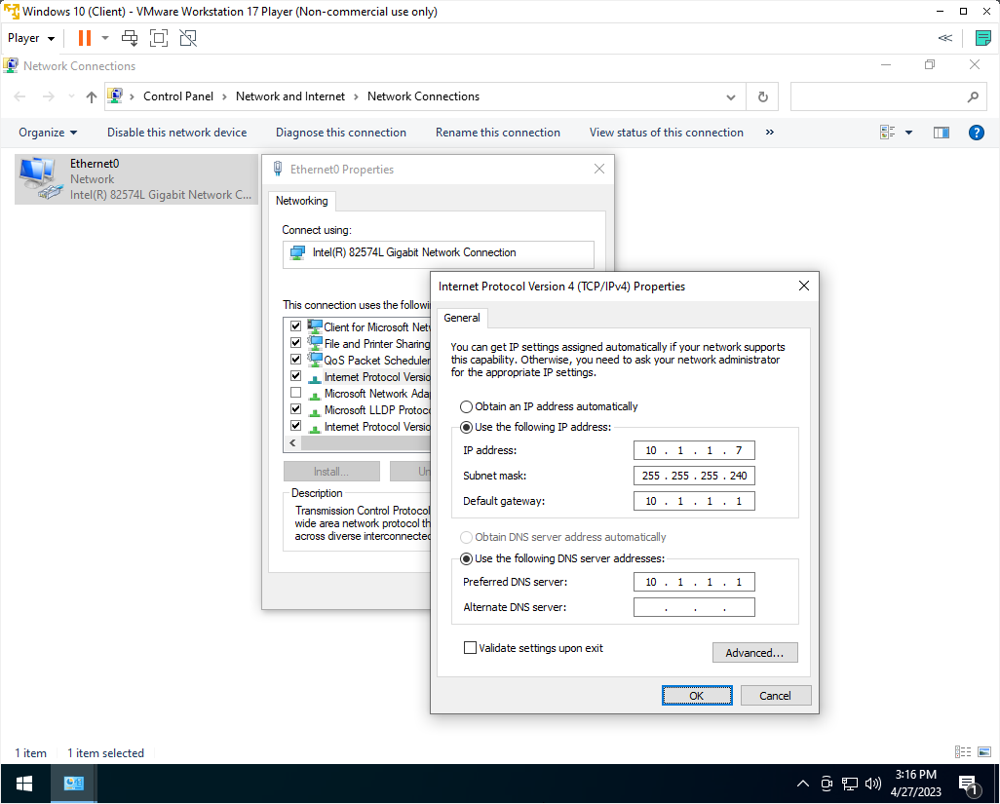 Windows 10 (Client) - VMware Workstation 17 Player (Non-commercial use only)
Player
Network Connections
Control Panel > Network and Internet > Network Connections
Organize Disable this network device Diagnose this connection Rename this connection View status of this connection »
Ethernet0
Network
Intel(R) 82574L Gigabit Network C...
Ethernet0 Properties
Networking
Connect using:
Intel(R) 82574L Gigabit Network Connection
This connection uses the followi
Client for Microsoft Net
File and Printer Sharing
QoS Packet Scheduler
Internet Protocol Versio
Microsoft Network Ada
Microsoft LLDP Protoc
Internet Protocol Versio
Install...
Un
Description
Transmission Control Protocol
wide area network protocol th
across diverse interconnected
Internet Protocol Version 4 (TCP/IPv4) Properties
General
You can get IP settings assigned automatically if your network supports
this capability. Otherwise, you need to ask your network administrator
for the appropriate IP settings.
Obtain an IP address automatically
Use the following IP address:
IP address: 10 . 1 . 1 . 7
Subnet mask: 255 . 255 . 255 . 240
Default gateway: 10 . 1 . 1 . 1
Obtain DNS server address automatically
Use the following DNS server addresses:
Preferred DNS server: 10 . 1 . 1 . 1
Alternate DNS server: . . .
Validate settings upon exit
Advanced...
OK
Cancel
1 item
1 item selected
3:16 PM
4/27/2023
1